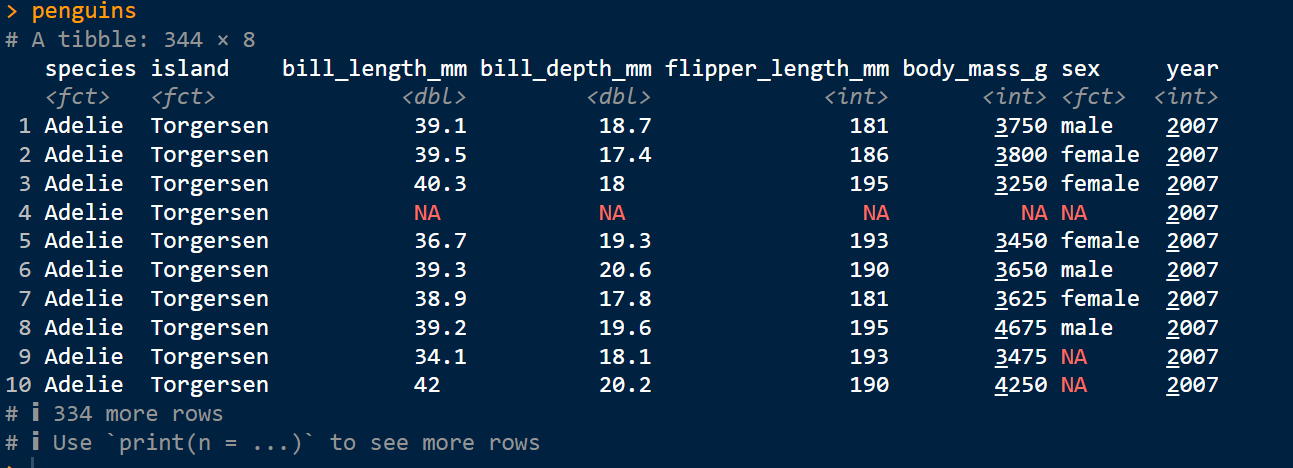 > penguins
# A tibble: 344 × 8
   species island    bill_length_mm bill_depth_mm flipper_length_mm body_mass_g sex     year
   <fct>   <fct>              <dbl>         <dbl>             <int>       <int> <fct>  <int>
 1 Adelie  Torgersen           39.1          18.7               181        3750 male    2007
 2 Adelie  Torgersen           39.5          17.4               186        3800 female  2007
 3 Adelie  Torgersen           40.3          18                 195        3250 female  2007
 4 Adelie  Torgersen           NA            NA                  NA          NA NA      2007
 5 Adelie  Torgersen           36.7          19.3               193        3450 female  2007
 6 Adelie  Torgersen           39.3          20.6               190        3650 male    2007
 7 Adelie  Torgersen           38.9          17.8               181        3625 female  2007
 8 Adelie  Torgersen           39.2          19.6               195        4675 male    2007
 9 Adelie  Torgersen           34.1          18.1               193        3475 NA      2007
10 Adelie  Torgersen           42            20.2               190        4250 NA      2007
# ℹ 334 more rows
# ℹ Use `print(n = ...)` to see more rows